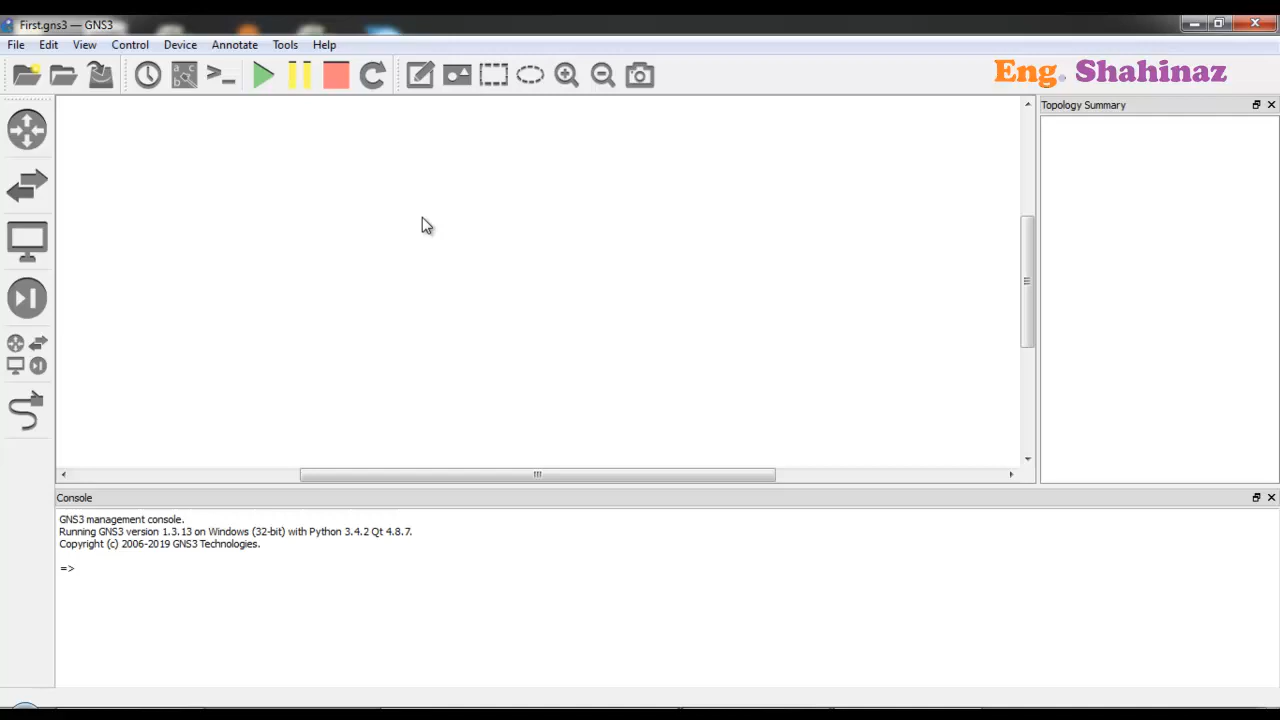 First.gns3 — GNS3
File Edit View Control Device Annotate Tools Help
Eng. Shahinaz
Topology Summary
Console
GNS3 management console.
Running GNS3 version 1.3.13 on Windows (32-bit) with Python 3.4.2 Qt 4.8.7.
Copyright (c) 2006-2019 GNS3 Technologies.
=>